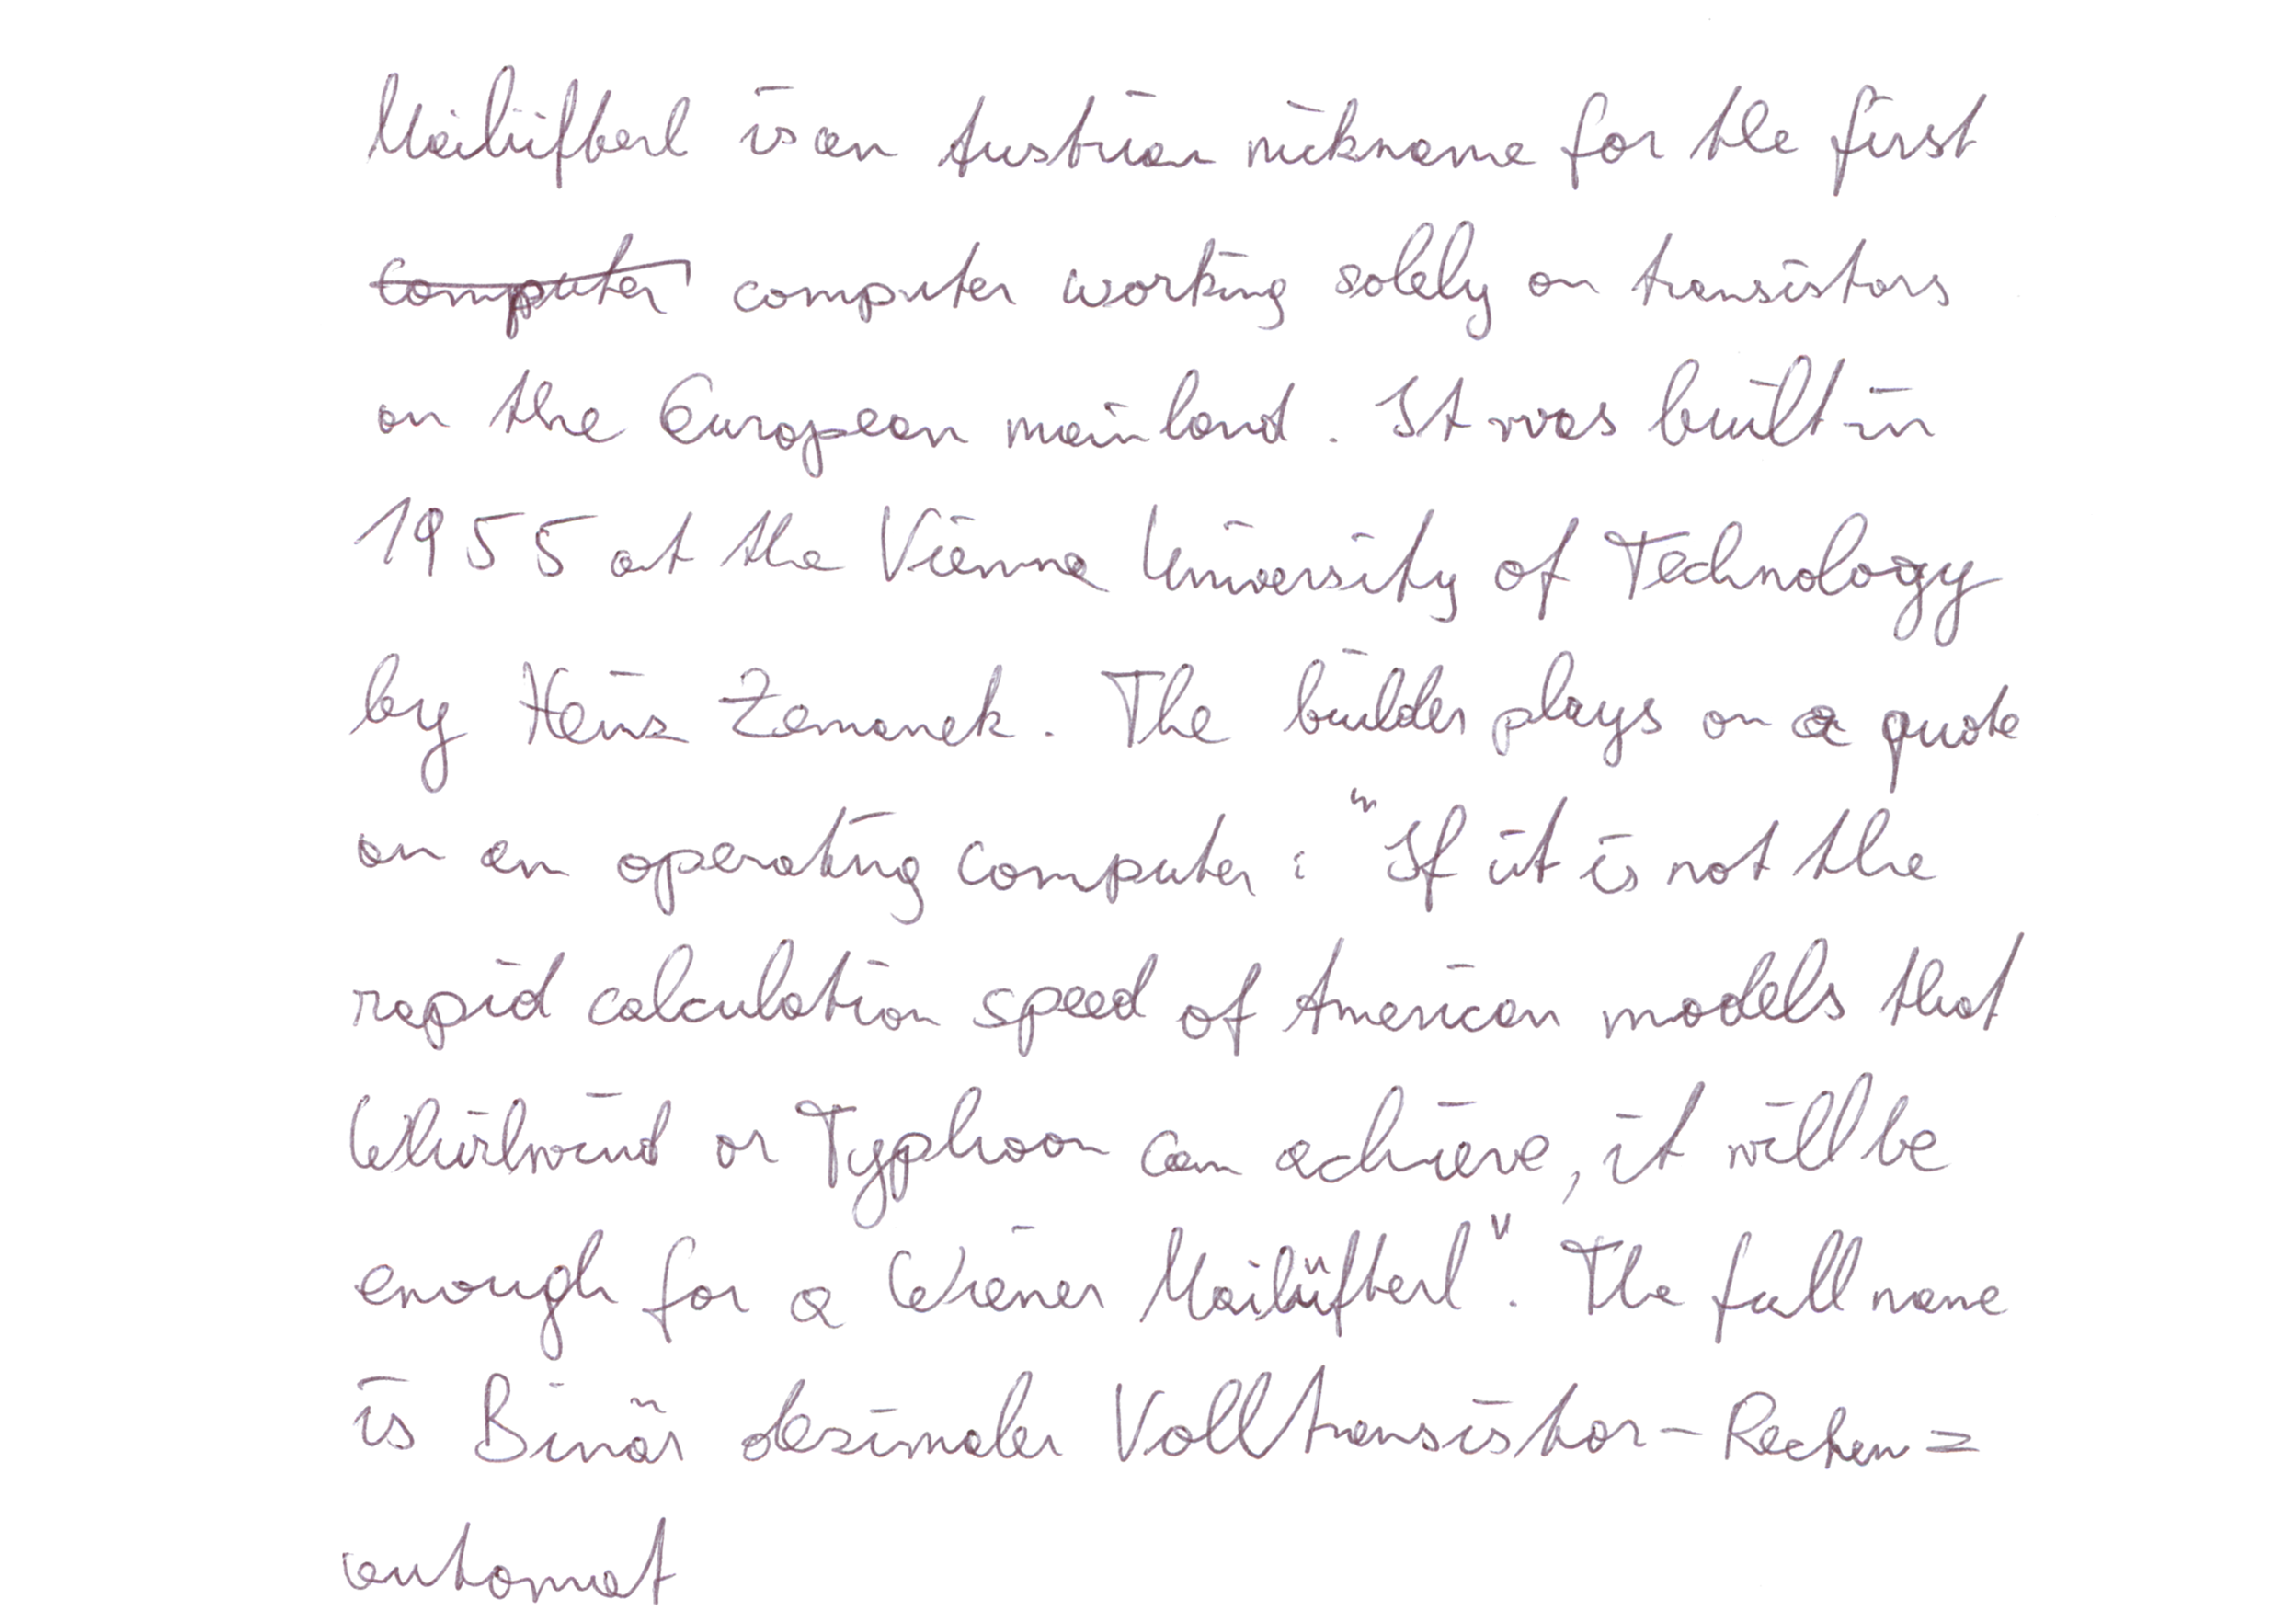 Mailüfterl is an Austrian nickname for the first
computer computer working solely on transistors
on the European mainland. It was built in
1955 at the Vienna University of Technology
by Heinz Zemanek. The builder plays on a quote
on an operating computer: "If it is not the
rapid calculation speed of American models that
Whirlwind or Typhoon can achieve, it will be
enough for a Wiener Mailüfterl". The full name
is Binär dezimaler Volltransistor-Rechen=
automat